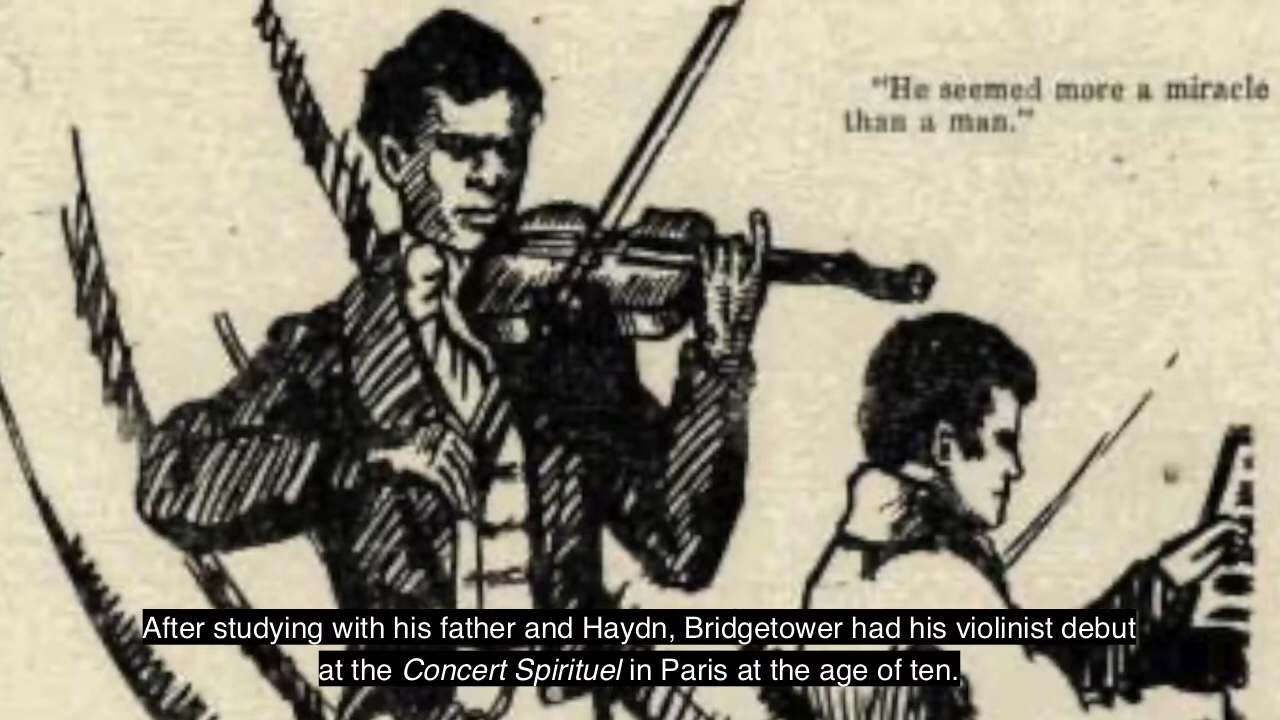 "He seemed more a miracle
than a man."
After studying with his father and Haydn, Bridgetower had his violinist debut
at the Concert Spirituel in Paris at the age of ten.